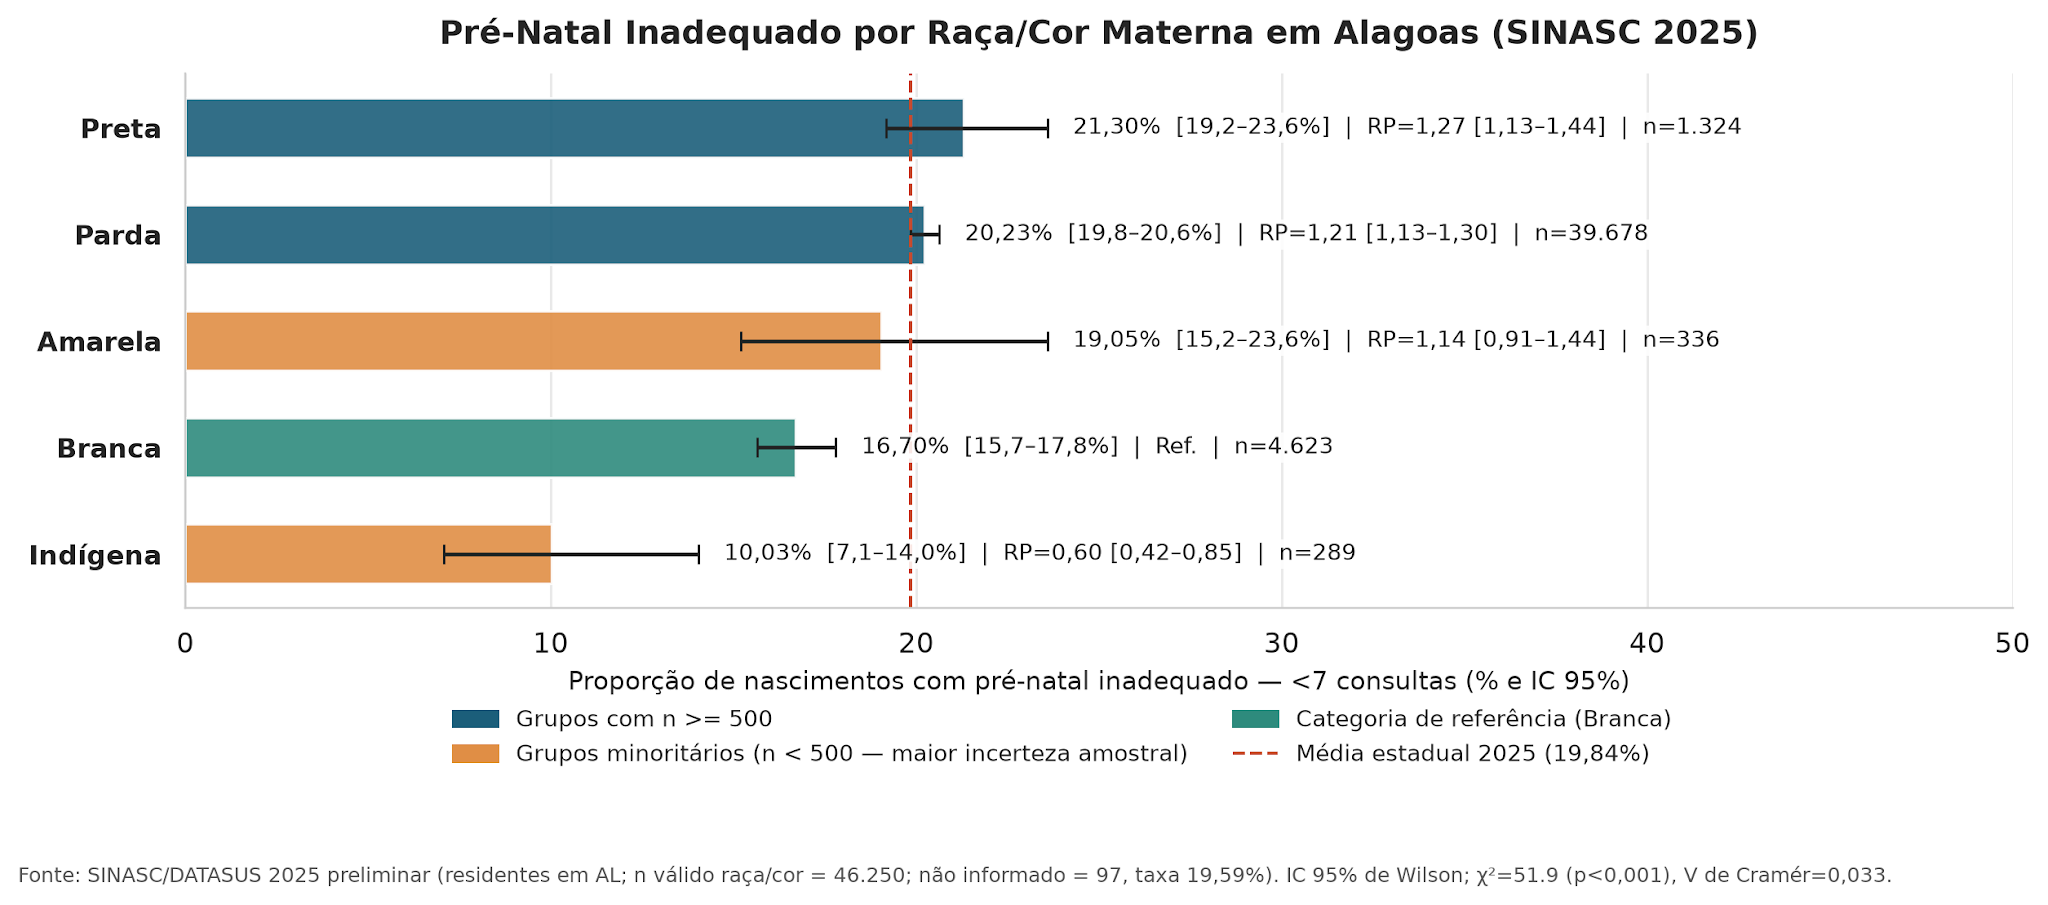 Pré-Natal Inadequado por Raça/Cor Materna em Alagoas (SINASC 2025)
Preta
21,30%  [19,2–23,6%]  |  RP=1,27 [1,13–1,44]  |  n=1.324
Parda
20,23%  [19,8–20,6%]  |  RP=1,21 [1,13–1,30]  |  n=39.678
Amarela
19,05%  [15,2–23,6%]  |  RP=1,14 [0,91–1,44]  |  n=336
Branca
16,70%  [15,7–17,8%]  |  Ref.  |  n=4.623
Indígena
10,03%  [7,1–14,0%]  |  RP=0,60 [0,42–0,85]  |  n=289
0 10 20 30 40 50
Proporção de nascimentos com pré-natal inadequado — <7 consultas (% e IC 95%)
Grupos com n >= 500
Grupos minoritários (n < 500 — maior incerteza amostral)
Categoria de referência (Branca)
Média estadual 2025 (19,84%)
Fonte: SINASC/DATASUS 2025 preliminar (residentes em AL; n válido raça/cor = 46.250; não informado = 97, taxa 19,59%). IC 95% de Wilson; χ²=51.9 (p<0,001), V de Cramér=0,033.